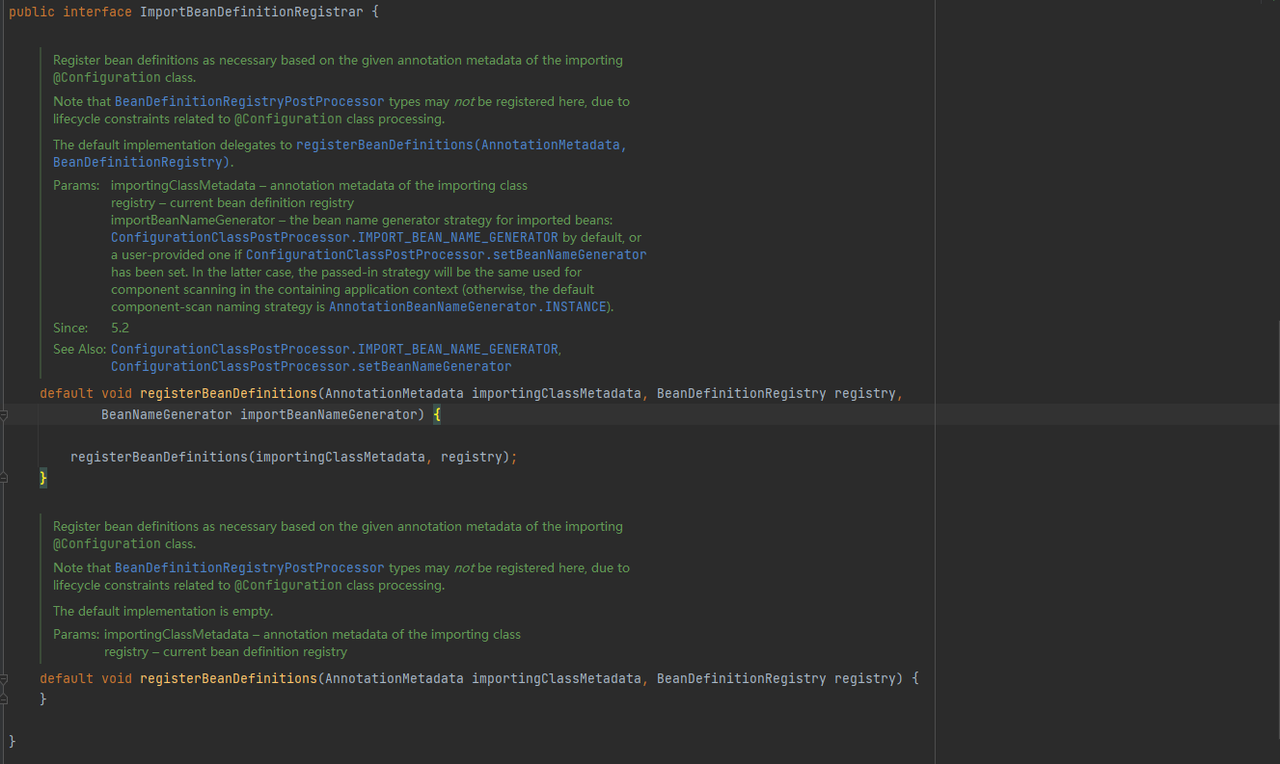 public interface ImportBeanDefinitionRegistrar {
Register bean definitions as necessary based on the given annotation metadata of the importing
@Configuration class.
Note that BeanDefinitionRegistryPostProcessor types may not be registered here, due to
lifecycle constraints related to @Configuration class processing.
The default implementation delegates to registerBeanDefinitions(AnnotationMetadata,
BeanDefinitionRegistry).
Params: importingClassMetadata – annotation metadata of the importing class
registry – current bean definition registry
importBeanNameGenerator – the bean name generator strategy for imported beans:
ConfigurationClassPostProcessor.IMPORT_BEAN_NAME_GENERATOR by default, or
a user-provided one if ConfigurationClassPostProcessor.setBeanNameGenerator
has been set. In the latter case, the passed-in strategy will be the same used for
component scanning in the containing application context (otherwise, the default
component-scan naming strategy is AnnotationBeanNameGenerator.INSTANCE).
Since: 5.2
See Also: ConfigurationClassPostProcessor.IMPORT_BEAN_NAME_GENERATOR,
ConfigurationClassPostProcessor.setBeanNameGenerator
default void registerBeanDefinitions(AnnotationMetadata importingClassMetadata, BeanDefinitionRegistry registry,
BeanNameGenerator importBeanNameGenerator) {
registerBeanDefinitions(importingClassMetadata, registry);
}
Register bean definitions as necessary based on the given annotation metadata of the importing
@Configuration class.
Note that BeanDefinitionRegistryPostProcessor types may not be registered here, due to
lifecycle constraints related to @Configuration class processing.
The default implementation is empty.
Params: importingClassMetadata – annotation metadata of the importing class
registry – current bean definition registry
default void registerBeanDefinitions(AnnotationMetadata importingClassMetadata, BeanDefinitionRegistry registry) {
}
}